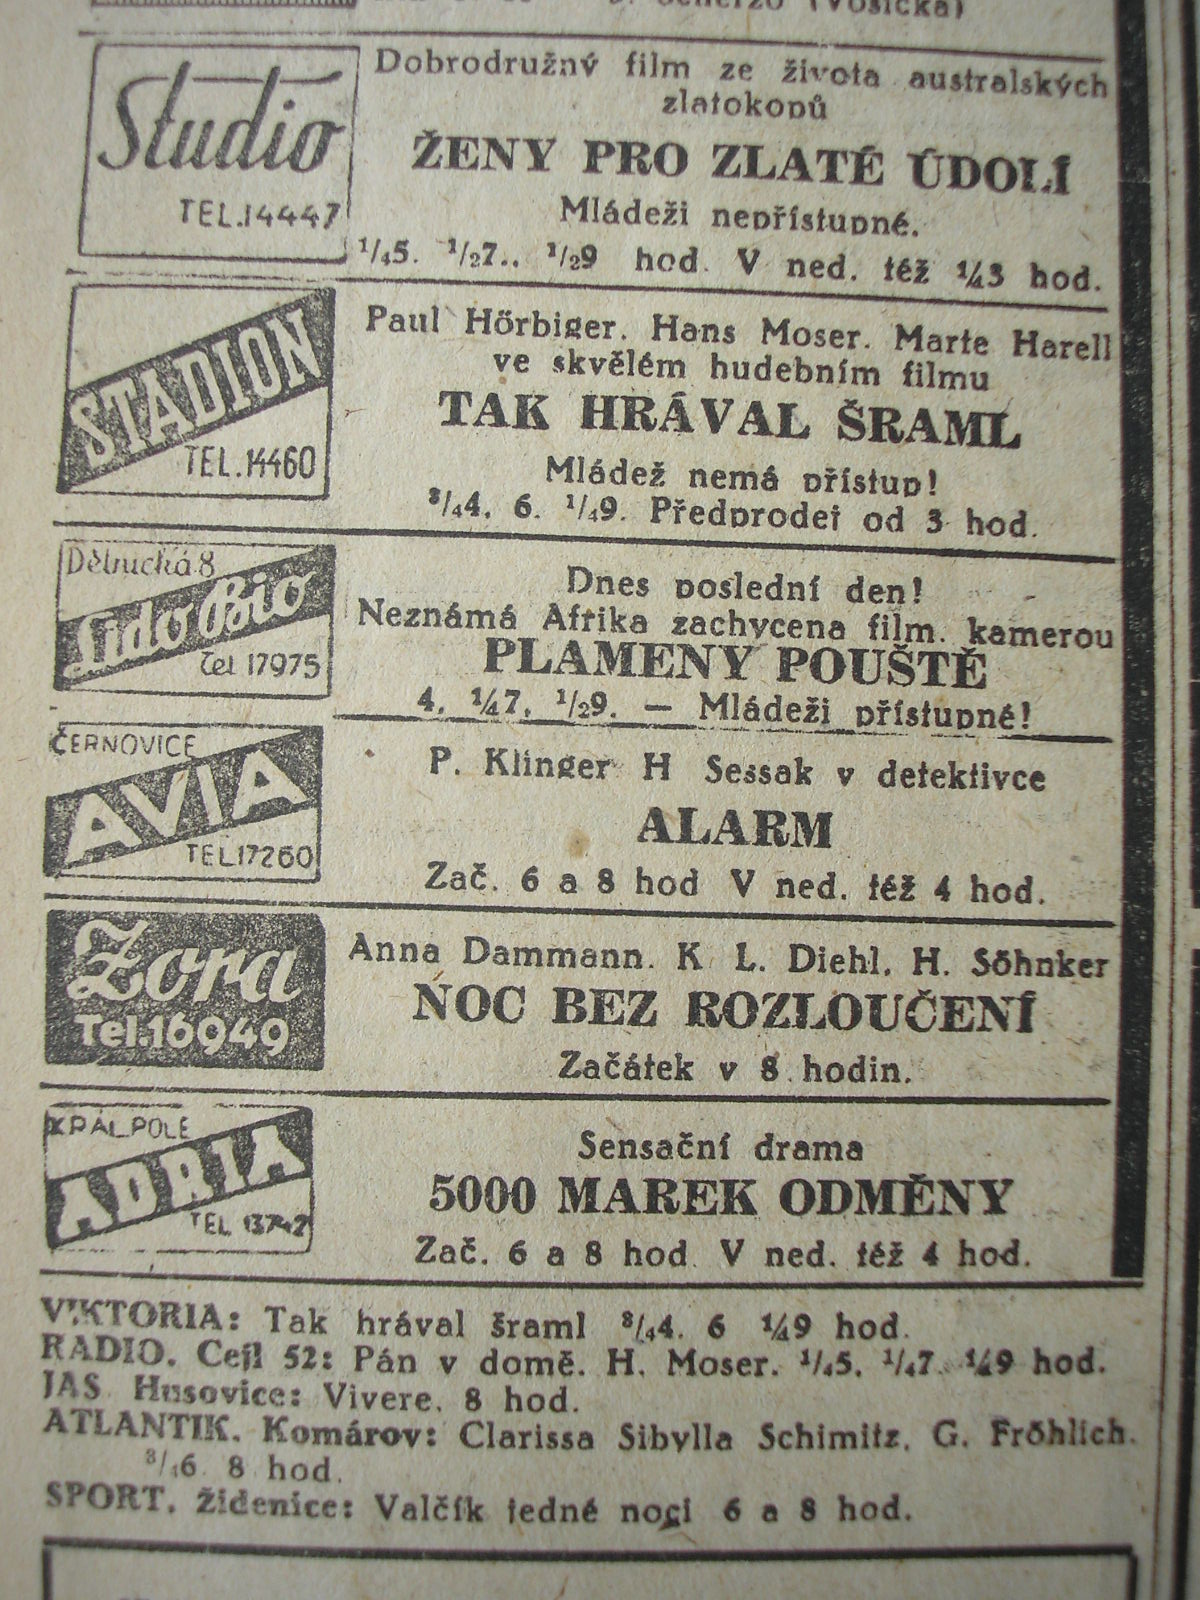 9. Scherzo (Vosička)
Studio
TEL.14447
Dobrodružný film ze života australských
zlatokopů
ŽENY PRO ZLATÉ ÚDOLÍ
Mládeži nepřístupné.
¼5. ½7.. ½9 hod. V ned. též ¼3 hod.
STADION
TEL.14460
Paul Hörbiger. Hans Moser. Marte Harell
ve skvělém hudebním filmu
TAK HRÁVAL ŠRAML
Mládež nemá přístup!
¾4. 6. ¼9. Předprodej od 3 hod.
Dělnická 8
Lido Bio
tel 17975
Dnes poslední den!
Neznámá Afrika zachycena film. kamerou
PLAMENY POUŠTĚ
4. ¼7. ½9. — Mládeži přístupné!
ČERNOVICE
AVIA
TEL.17260
P. Klinger H Sessak v detektivce
ALARM
Zač. 6 a 8 hod V ned. též 4 hod.
Zora
Tel.16949
Anna Dammann. K L. Diehl. H. Söhnker
NOC BEZ ROZLOUČENÍ
Začátek v 8 hodin.
KRÁL.POLE
ADRIA
TEL 13742
Sensační drama
5000 MAREK ODMĚNY
Zač. 6 a 8 hod V ned. též 4 hod.
VIKTORIA: Tak hrával šraml ¾4. 6 ¼9 hod.
RADIO. Cejl 52: Pán v domě. H. Moser. ¼5. ¼7 ¼9 hod.
JAS Husovice: Vivere. 8 hod.
ATLANTIK. Komárov: Clarissa Sibylla Schimitz. G. Fröhlich.
¾6 8 hod.
SPORT. Židenice: Valčík jedné noci 6 a 8 hod.